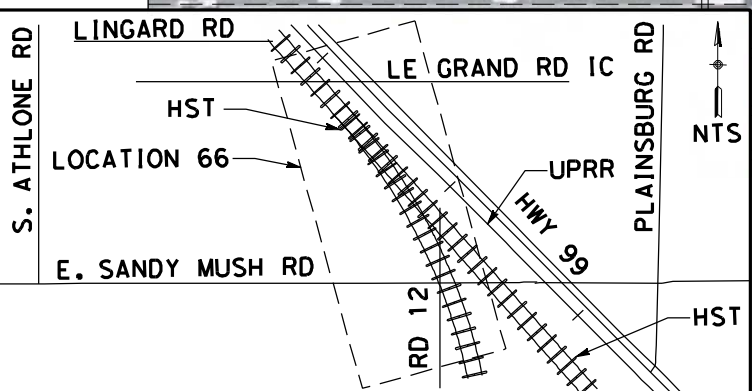 LINGARD RD
S. ATHLONE RD
LE GRAND RD IC
PLAINSBURG RD
NTS
HST
LOCATION 66
UPRR
HWY 99
E. SANDY MUSH RD
RD 12
HST